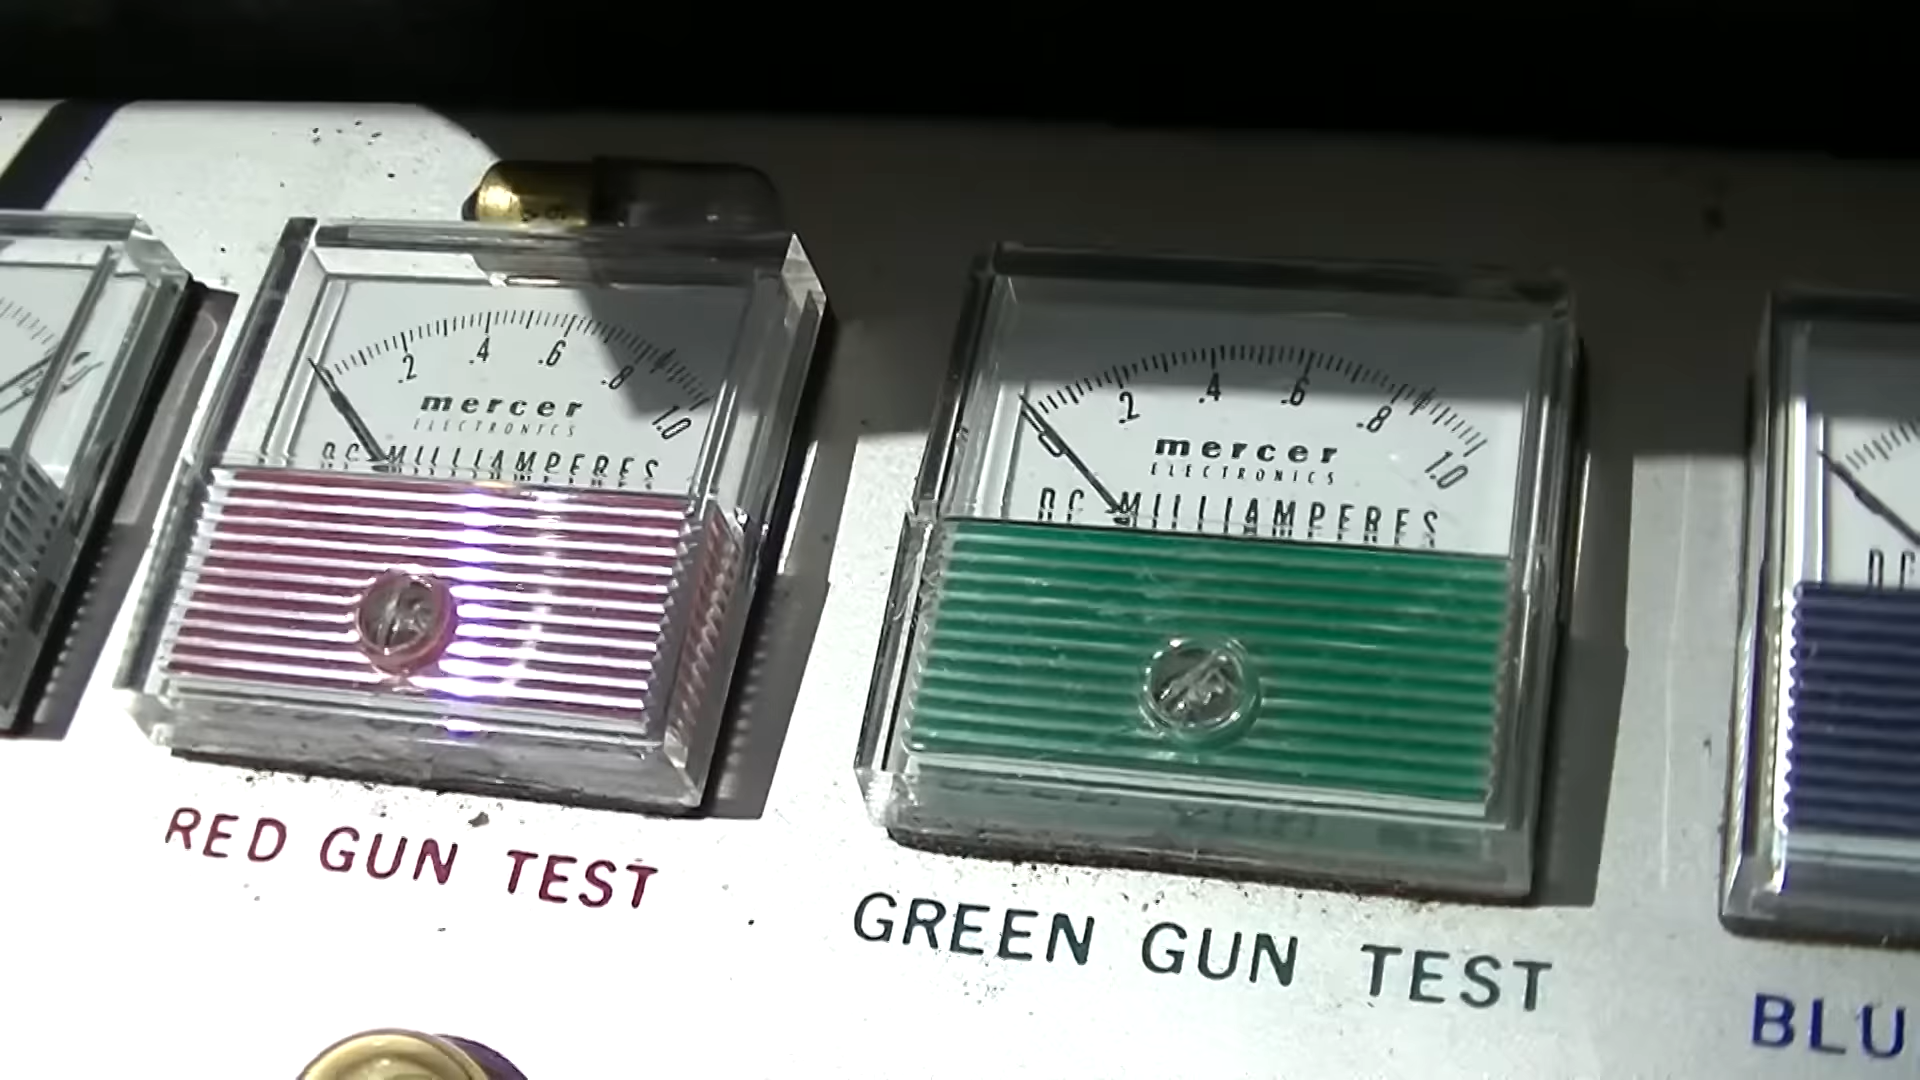 .2 .4 .6 .8 1.0
mercer
ELECTRONICS
DC MILLIAMPERES
RED GUN TEST
.2 .4 .6 .8 1.0
mercer
ELECTRONICS
DC MILLIAMPERES
GREEN GUN TEST
DC
BLU